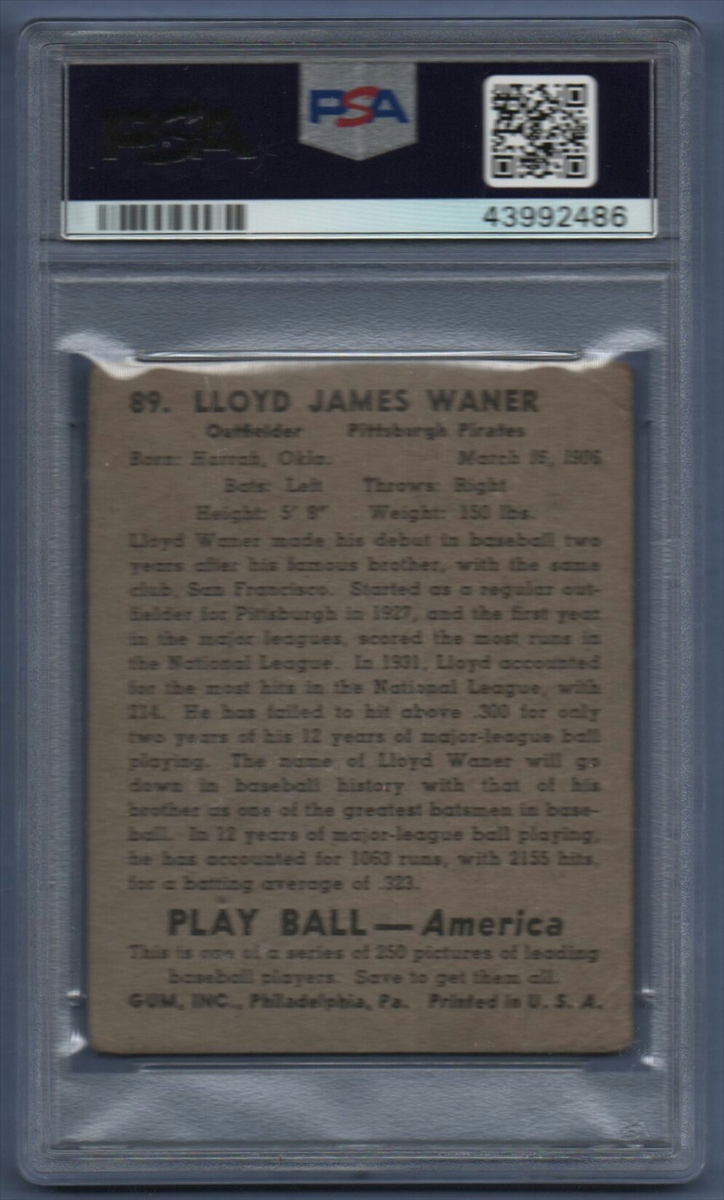 PSA
PSA
43992486
89. LLOYD JAMES WANER
Outfielder Pittsburgh Pirates
Born: Harrah, Okla. March 16, 1906
Bats: Left Throws: Right
Height: 5' 8" Weight: 150 lbs.
Lloyd Waner made his debut in baseball two
years after his famous brother, with the same
club, San Francisco. Started as a regular out-
fielder for Pittsburgh in 1927, and the first year
in the major leagues, scored the most runs in
the National League. In 1931, Lloyd accounted
for the most hits in the National League, with
214. He has failed to hit above .300 for only
two years of his 12 years of major-league ball
playing. The name of Lloyd Waner will go
down in baseball history with that of his
brother as one of the greatest batsmen in base-
ball. In 12 years of major-league ball playing,
he has accounted for 1063 runs, with 2155 hits,
for a batting average of .323.
PLAY BALL — America
This is one of a series of 250 pictures of leading
baseball players. Save to get them all.
GUM, INC., Philadelphia, Pa. Printed in U. S. A.